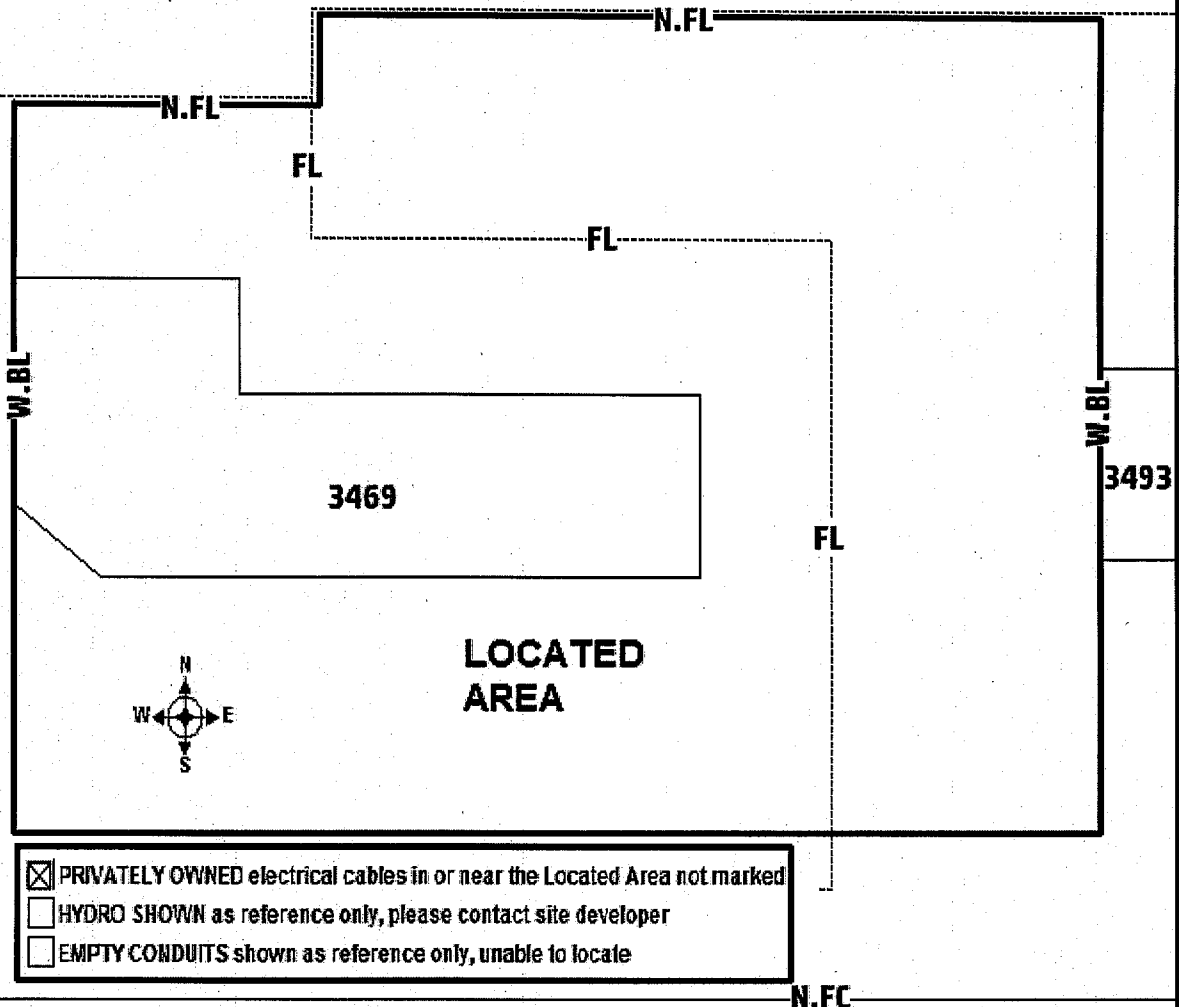 N.FL
N.FL
FL
FL
W.BL
W.BL
3493
3469
FL
LOCATED
AREA
N
W E
S
PRIVATELY OWNED electrical cables in or near the Located Area not marked
HYDRO SHOWN as reference only, please contact site developer
EMPTY CONDUITS shown as reference only, unable to locate
N.FC